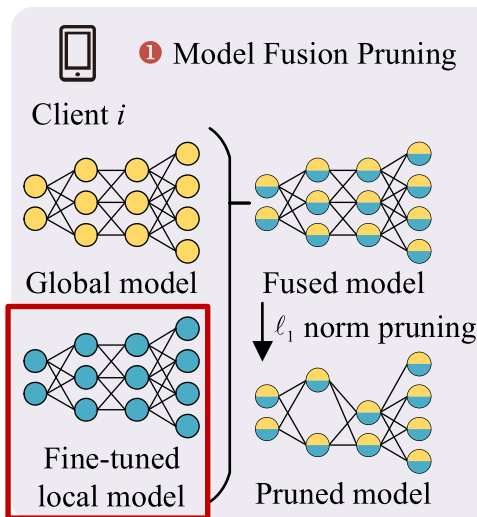 ❶ Model Fusion Pruning
Client i
Global model
Fused model
ℓ₁ norm pruning
Fine-tuned
local model
Pruned model